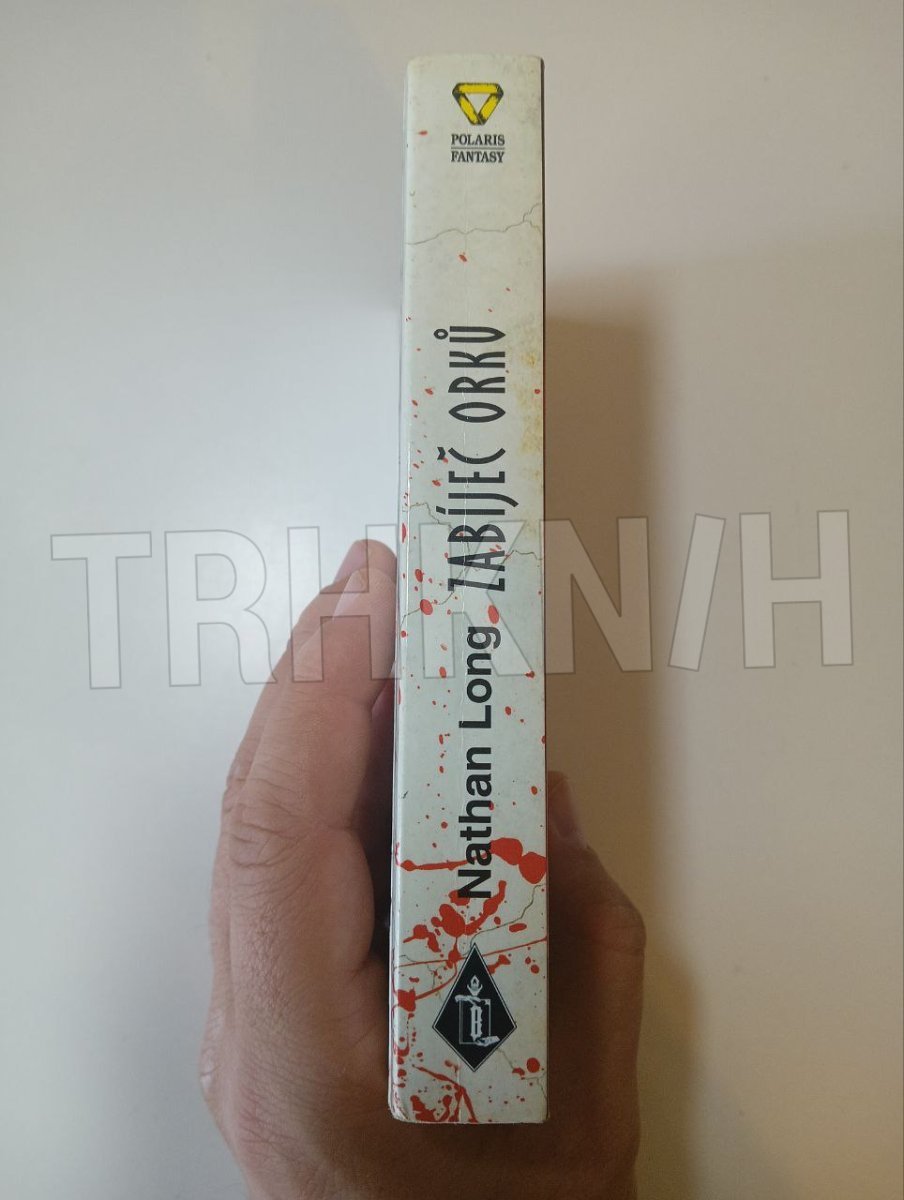 POLARIS
FANTASY
Nathan Long ZABÍJEČ ORKŮ
TRHKNIH